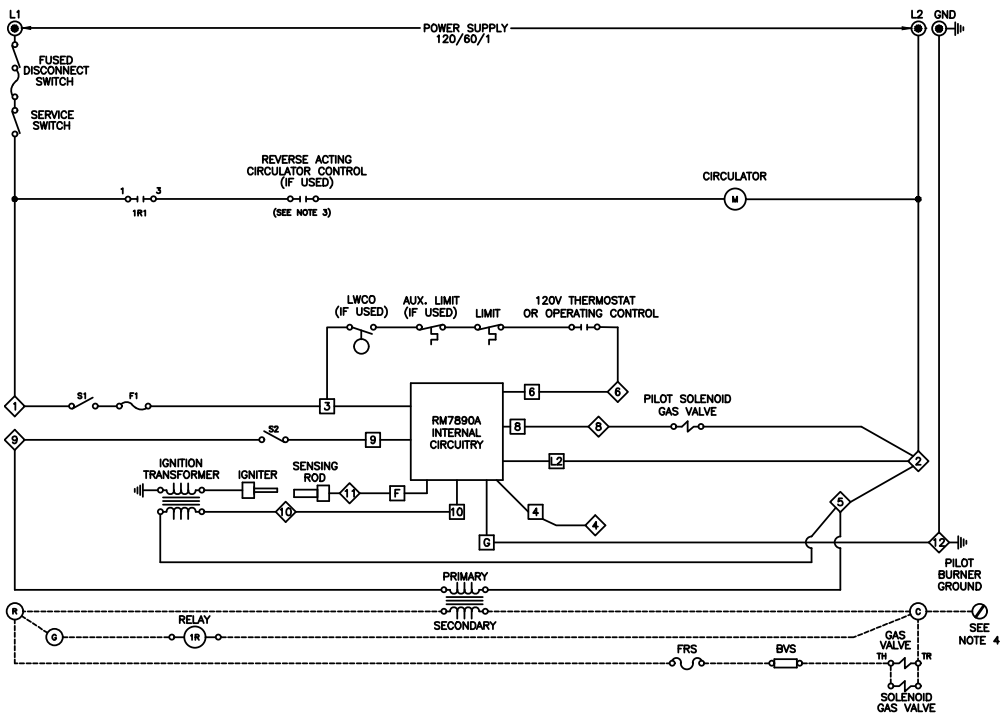 L1
L2 GND
POWER SUPPLY
120/60/1
FUSED
DISCONNECT
SWITCH
SERVICE
SWITCH
REVERSE ACTING
CIRCULATOR CONTROL
(IF USED)
CIRCULATOR
1 3
M
1R1
(SEE NOTE 3)
LWCO
(IF USED)
AUX. LIMIT
(IF USED)
LIMIT
120V THERMOSTAT
OR OPERATING CONTROL
6 6
PILOT SOLENOID
GAS VALVE
1
S1
F1
3
RM7890A
INTERNAL
CIRCUITRY
8 8
9
S2
9
L2
2
IGNITION
TRANSFORMER
IGNITER
SENSING
ROD
11
F
5
10
10
4
4
G
12
PILOT
BURNER
GROUND
PRIMARY
SECONDARY
R
C
SEE
NOTE 4
RELAY
G
1R
GAS
VALVE
FRS
BVS
TH TR
SOLENOID
GAS VALVE